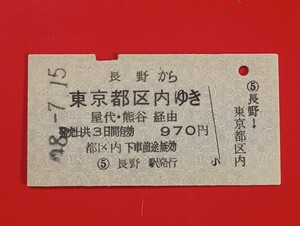 48.-7.15
長野から
東京都区内ゆき
屋代・熊谷 経由
発売日共3日間有効 970円
都区内下車前途無効
⑤ 長野駅発行
小
⑤長野→
東京都区内